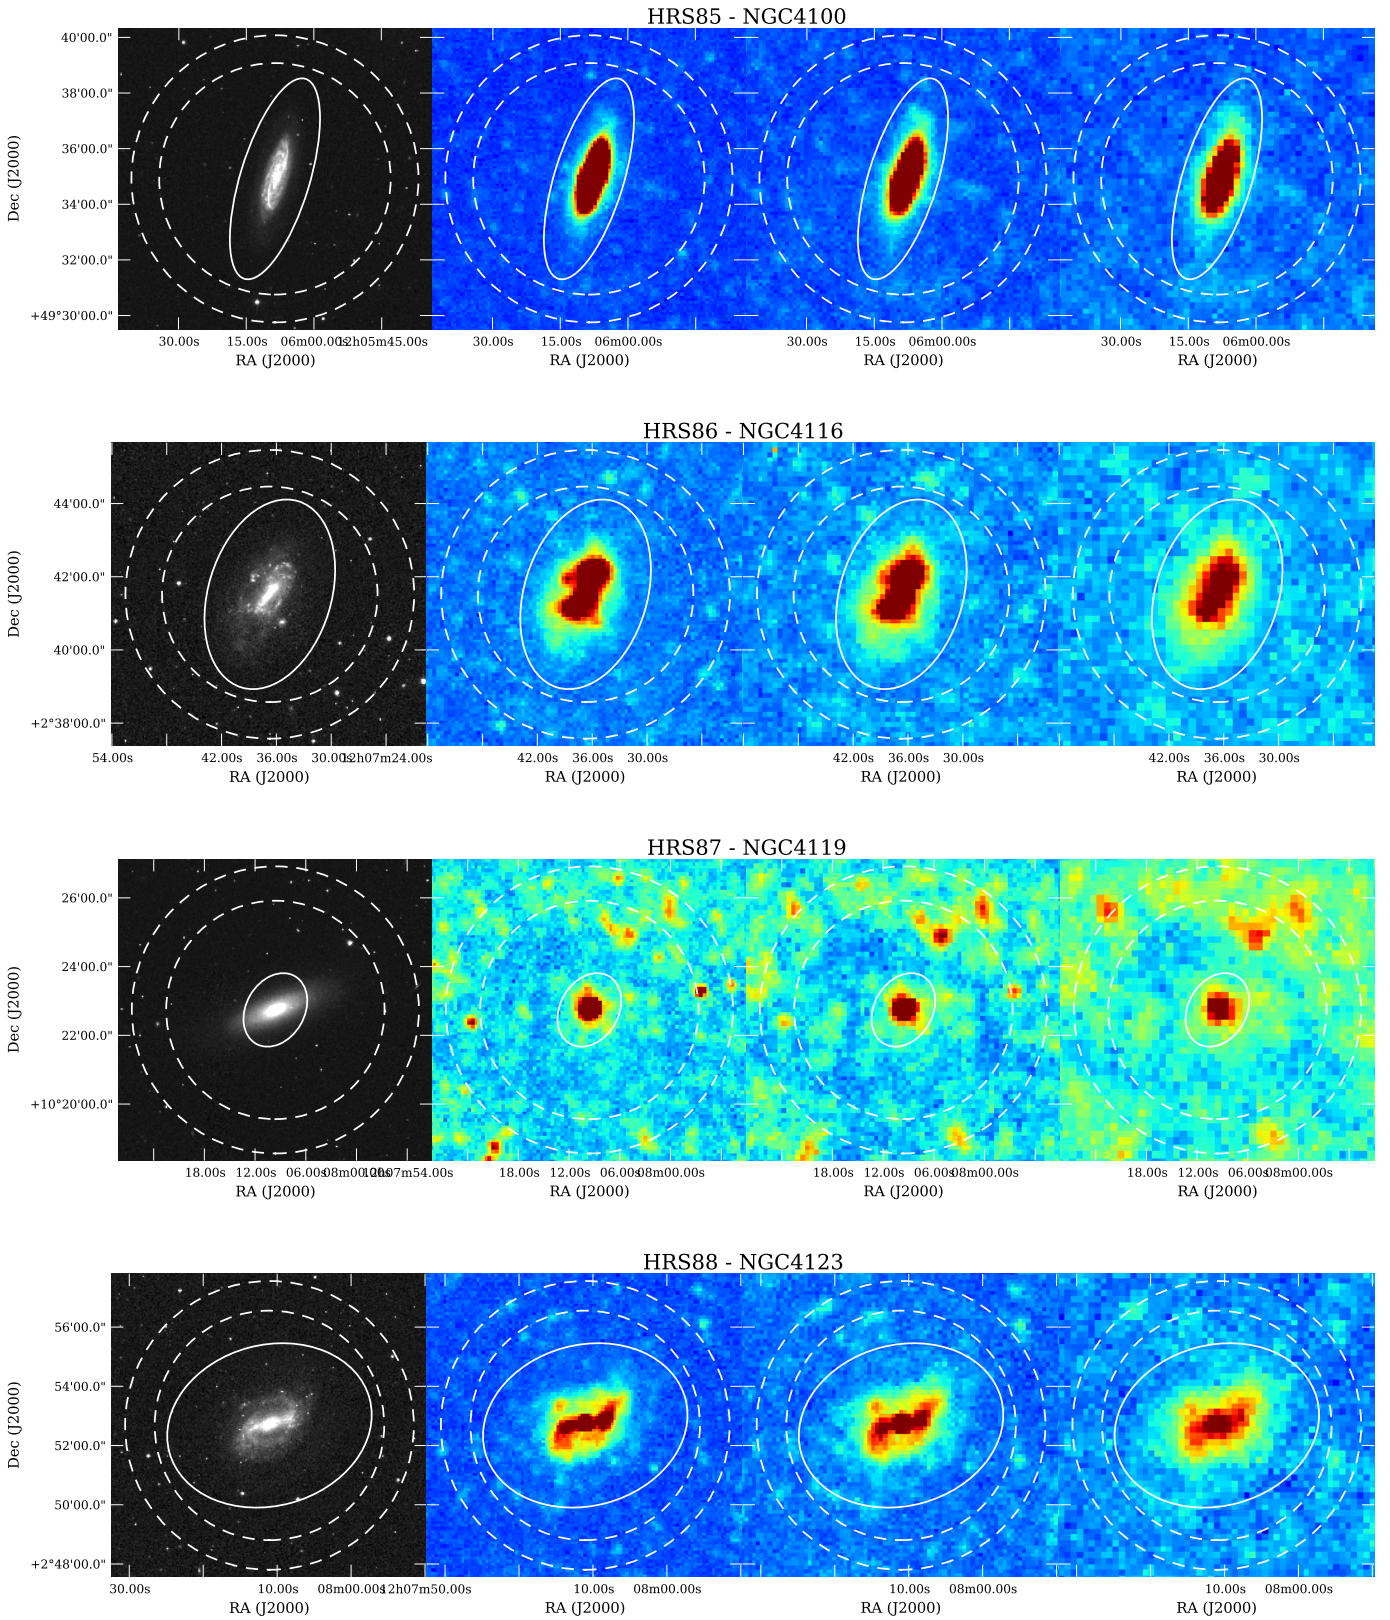 HRS85 - NGC4100
40'00.0"
38'00.0"
36'00.0"
34'00.0"
32'00.0"
+49°30'00.0"
Dec (J2000)
30.00s 15.00s 06m00.00s 12h05m45.00s 30.00s 15.00s 06m00.00s 30.00s 15.00s 06m00.00s 30.00s 15.00s 06m00.00s
RA (J2000) RA (J2000) RA (J2000) RA (J2000)
HRS86 - NGC4116
44'00.0"
42'00.0"
40'00.0"
+2°38'00.0"
Dec (J2000)
54.00s 42.00s 36.00s 30.00s 12h07m24.00s 42.00s 36.00s 30.00s 42.00s 36.00s 30.00s 42.00s 36.00s 30.00s
RA (J2000) RA (J2000) RA (J2000) RA (J2000)
HRS87 - NGC4119
26'00.0"
24'00.0"
22'00.0"
+10°20'00.0"
Dec (J2000)
18.00s 12.00s 06.00s 08m00.00s 12h07m54.00s 18.00s 12.00s 06.00s 08m00.00s 18.00s 12.00s 06.00s 08m00.00s 18.00s 12.00s 06.00s 08m00.00s
RA (J2000) RA (J2000) RA (J2000) RA (J2000)
HRS88 - NGC4123
56'00.0"
54'00.0"
52'00.0"
50'00.0"
+2°48'00.0"
Dec (J2000)
30.00s 10.00s 08m00.00s 12h07m50.00s 10.00s 08m00.00s 10.00s 08m00.00s 10.00s 08m00.00s
RA (J2000) RA (J2000) RA (J2000) RA (J2000)